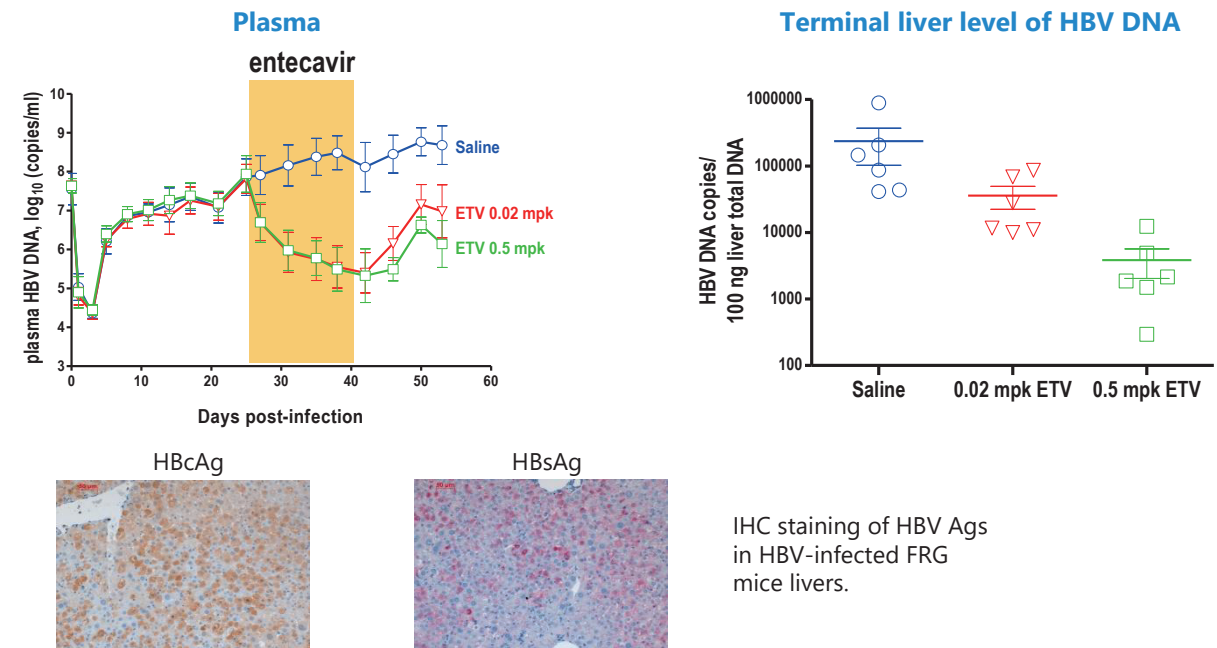 Plasma
entecavir
plasma HBV DNA, log10 (copies/ml)
10
9
8
7
6
5
4
3
0
10
20
30
40
50
60
Days post-infection
Saline
ETV 0.02 mpk
ETV 0.5 mpk
Terminal liver level of HBV DNA
HBV DNA copies/
100 ng liver total DNA
1000000
100000
10000
1000
100
Saline
0.02 mpk ETV
0.5 mpk ETV
HBcAg
HBsAg
IHC staining of HBV Ags
in HBV-infected FRG
mice livers.